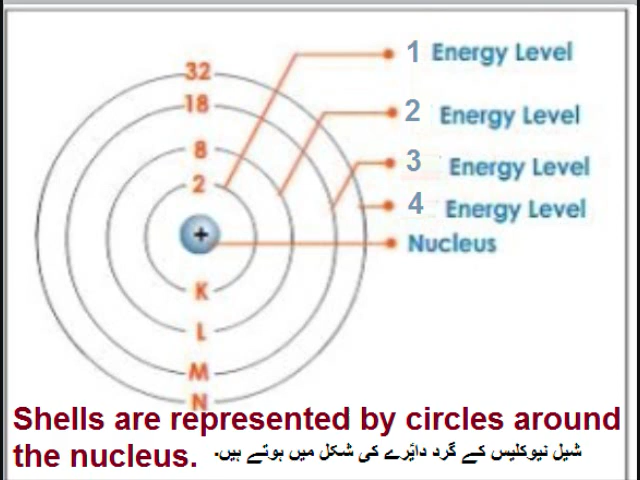 32
18
8
2
+
K
L
M
N
1 Energy Level
2 Energy Level
3 Energy Level
4 Energy Level
Nucleus
Shells are represented by circles around
the nucleus. شیل نیوکلیس کے گرد دائرے کی شکل میں ہوتے ہیں۔